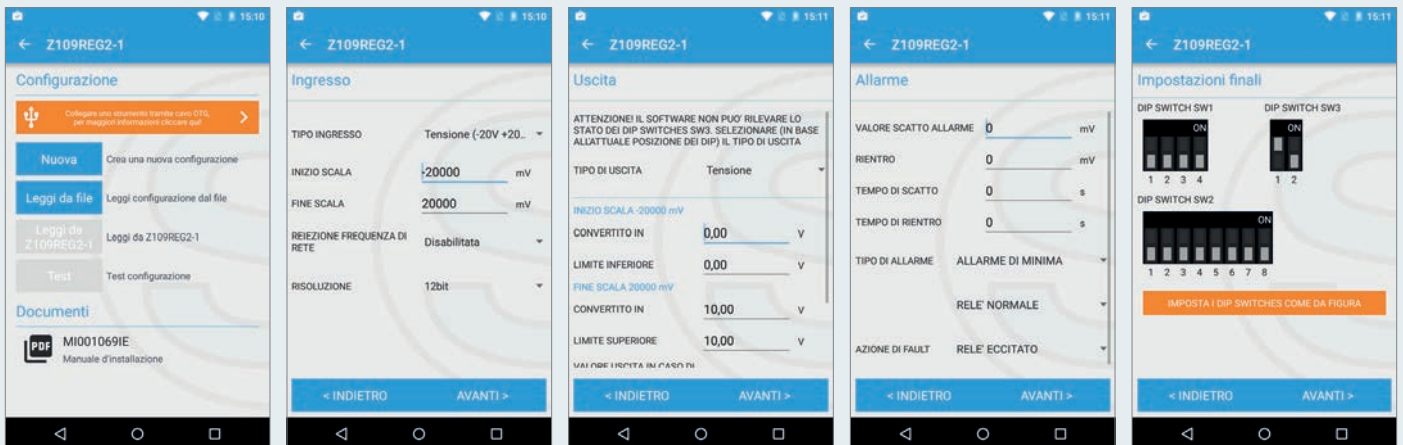 15:10
Z109REG2-1
Configurazione
Collegare uno strumento tramite cavo OTG,
per maggiori informazioni cliccare qui!
Nuova
Crea una nuova configurazione
Leggi da file
Leggi configurazione dal file
Leggi da
Z109REG2-1
Leggi da Z109REG2-1
Test
Test configurazione
Documenti
PDF
MI001069IE
Manuale d'installazione
15:10
Z109REG2-1
Ingresso
TIPO INGRESSO
Tensione (-20V +20..
INIZIO SCALA
-20000 mV
FINE SCALA
20000 mV
REIEZIONE FREQUENZA DI
RETE
Disabilitata
RISOLUZIONE
12bit
< INDIETRO
AVANTI >
15:11
Z109REG2-1
Uscita
ATTENZIONE! IL SOFTWARE NON PUO' RILEVARE LO
STATO DEI DIP SWITCHES SW3. SELEZIONARE (IN BASE
ALL'ATTUALE POSIZIONE DEI DIP) IL TIPO DI USCITA
TIPO DI USCITA
Tensione
INIZIO SCALA -20000 mV
CONVERTITO IN
0,00 V
LIMITE INFERIORE
0,00 V
FINE SCALA 20000 mV
CONVERTITO IN
10,00 V
LIMITE SUPERIORE
10,00 V
VALORE USCITA IN CASO DI
< INDIETRO
AVANTI >
15:11
Z109REG2-1
Allarme
VALORE SCATTO ALLARME
0 mV
RIENTRO
0 mV
TEMPO DI SCATTO
0 s
TEMPO DI RIENTRO
0 s
TIPO DI ALLARME
ALLARME DI MINIMA
RELE' NORMALE
AZIONE DI FAULT
RELE' ECCITATO
< INDIETRO
AVANTI >
15:11
Z109REG2-1
Impostazioni finali
DIP SWITCH SW1
DIP SWITCH SW3
ON
1 2 3 4
1 2
DIP SWITCH SW2
ON
1 2 3 4 5 6 7 8
IMPOSTA I DIP SWITCHES COME DA FIGURA
< INDIETRO
AVANTI >